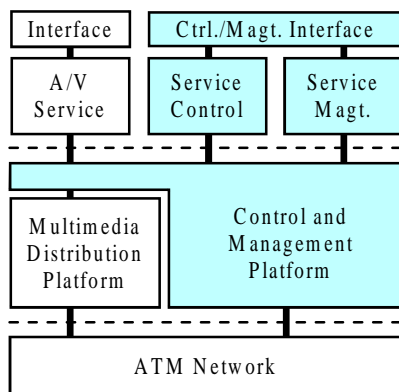 Interface
Ctrl./Magt. Interface
A/V
Service
Service
Control
Service
Magt.
Multimedia
Distribution
Platform
Control and
Management
Platform
ATM Network